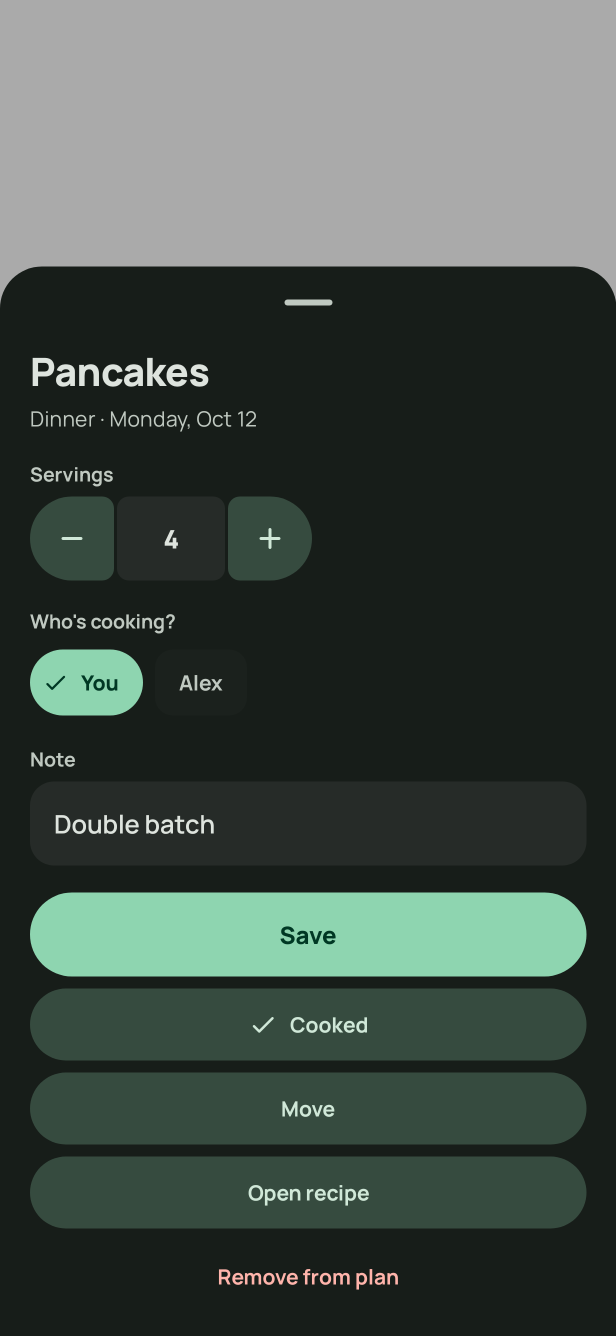 Pancakes
Dinner · Monday, Oct 12
Servings
4
Who's cooking?
You Alex
Note
Double batch
Save
Cooked
Move
Open recipe
Remove from plan